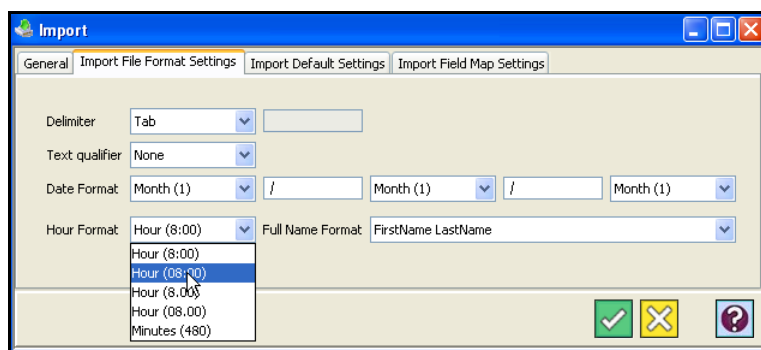 Import
General Import File Format Settings Import Default Settings Import Field Map Settings
Delimiter Tab
Text qualifier None
Date Format Month (1) / Month (1) / Month (1)
Hour Format Hour (8:00) Full Name Format FirstName LastName
Hour (8:00)
Hour (08:00)
Hour (8.00)
Hour (08.00)
Minutes (480)
?